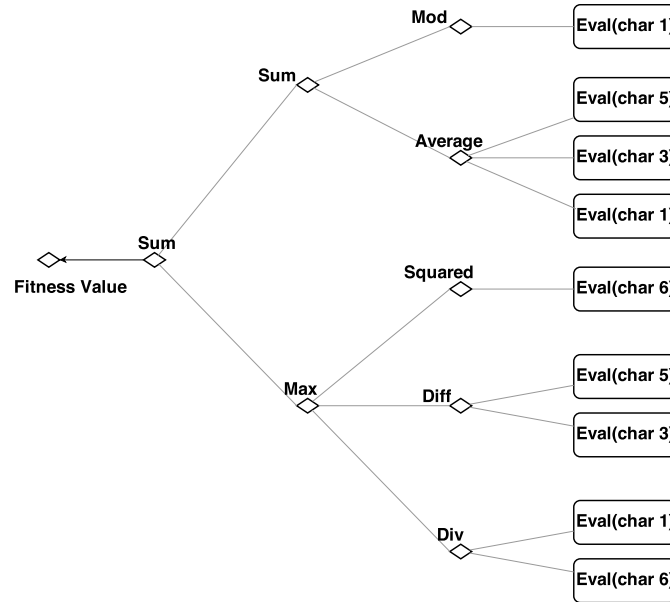 Mod
Eval(char 1)
Sum
Eval(char 5)
Average
Eval(char 3)
Eval(char 1)
Sum
Fitness Value
Squared
Eval(char 6)
Max
Diff
Eval(char 5)
Eval(char 3)
Div
Eval(char 1)
Eval(char 6)